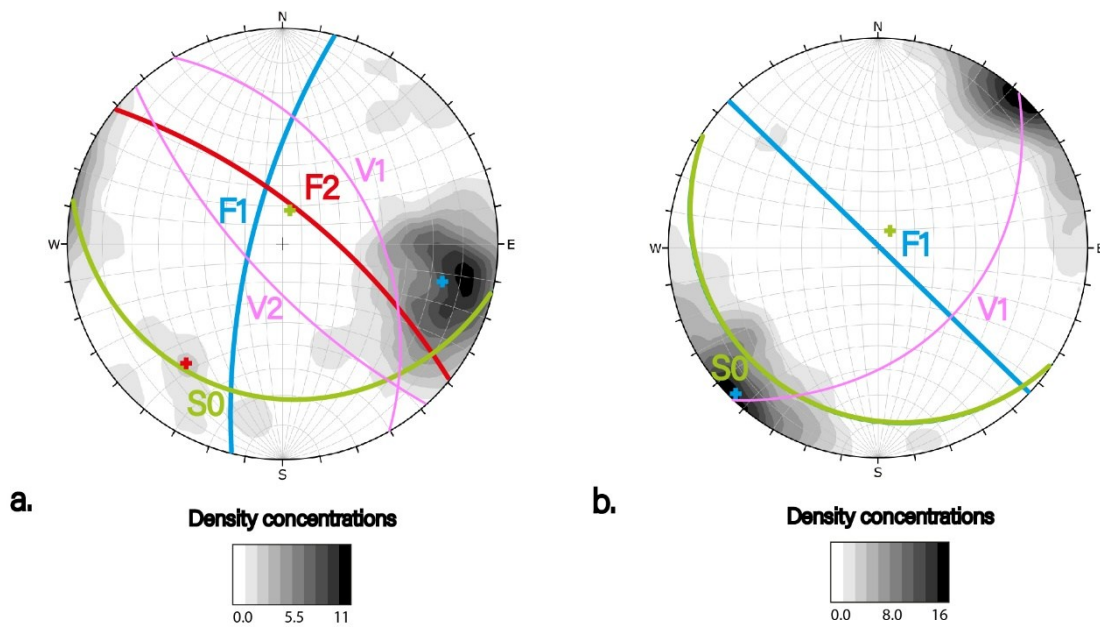 N
W
E
S
F1
F2
V1
V2
S0
a.
Density concentrations
0.0 5.5 11
N
W
E
S
F1
V1
S0
b.
Density concentrations
0.0 8.0 16